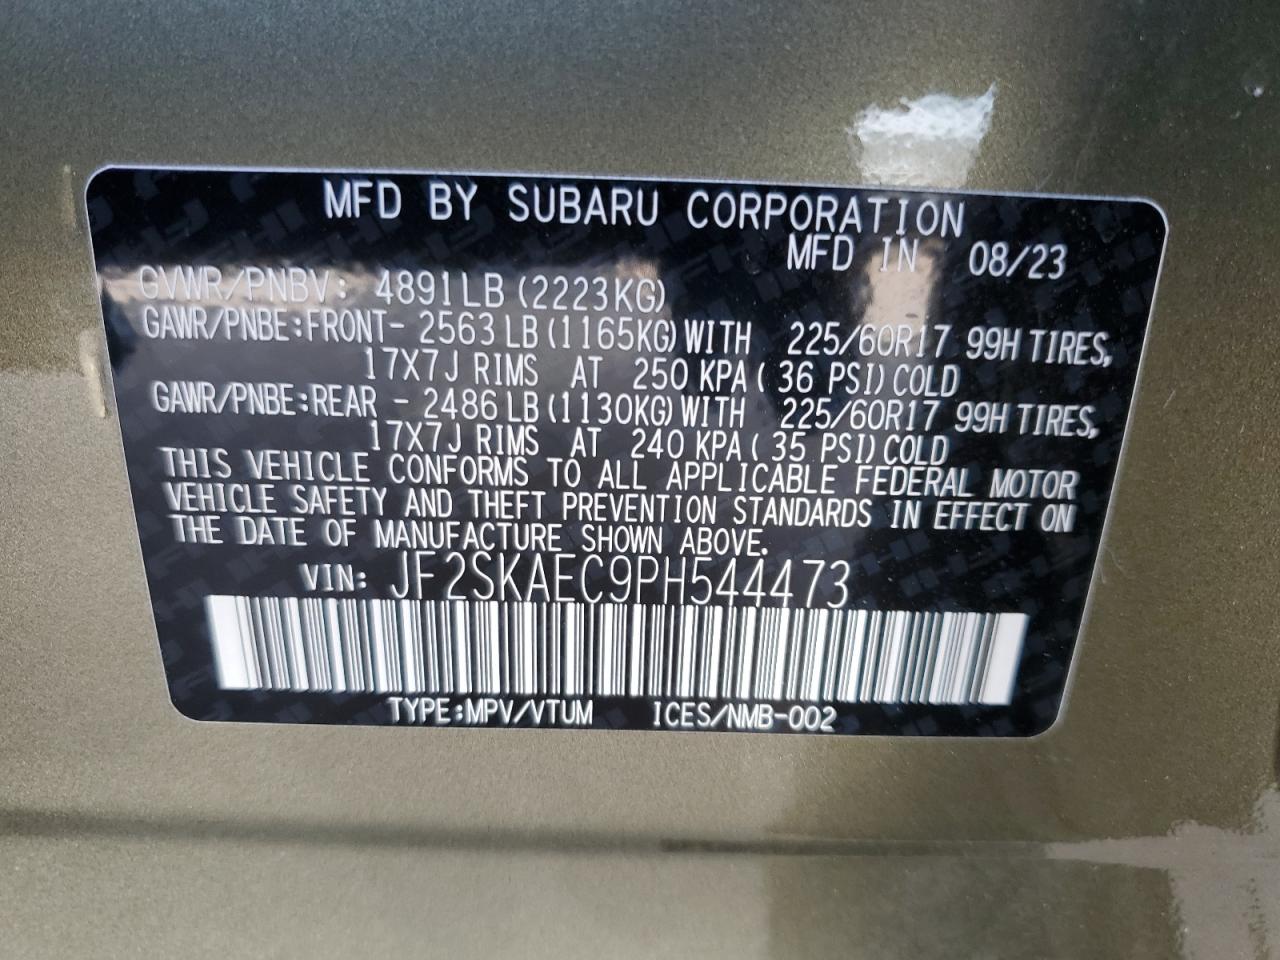 MFD BY SUBARU CORPORATION
MFD IN 08/23
GVWR/PNBV: 4891LB (2223KG)
GAWR/PNBE:FRONT- 2563 LB (1165KG) WITH 225/60R17 99H TIRES,
17X7J RIMS AT 250 KPA ( 36 PSI) COLD
GAWR/PNBE:REAR - 2486 LB (1130KG) WITH 225/60R17 99H TIRES,
17X7J RIMS AT 240 KPA ( 35 PSI) COLD
THIS VEHICLE CONFORMS TO ALL APPLICABLE FEDERAL MOTOR
VEHICLE SAFETY AND THEFT PREVENTION STANDARDS IN EFFECT ON
THE DATE OF MANUFACTURE SHOWN ABOVE.
VIN: JF2SKAEC9PH544473
TYPE:MPV/VTUM ICES/NMB-002